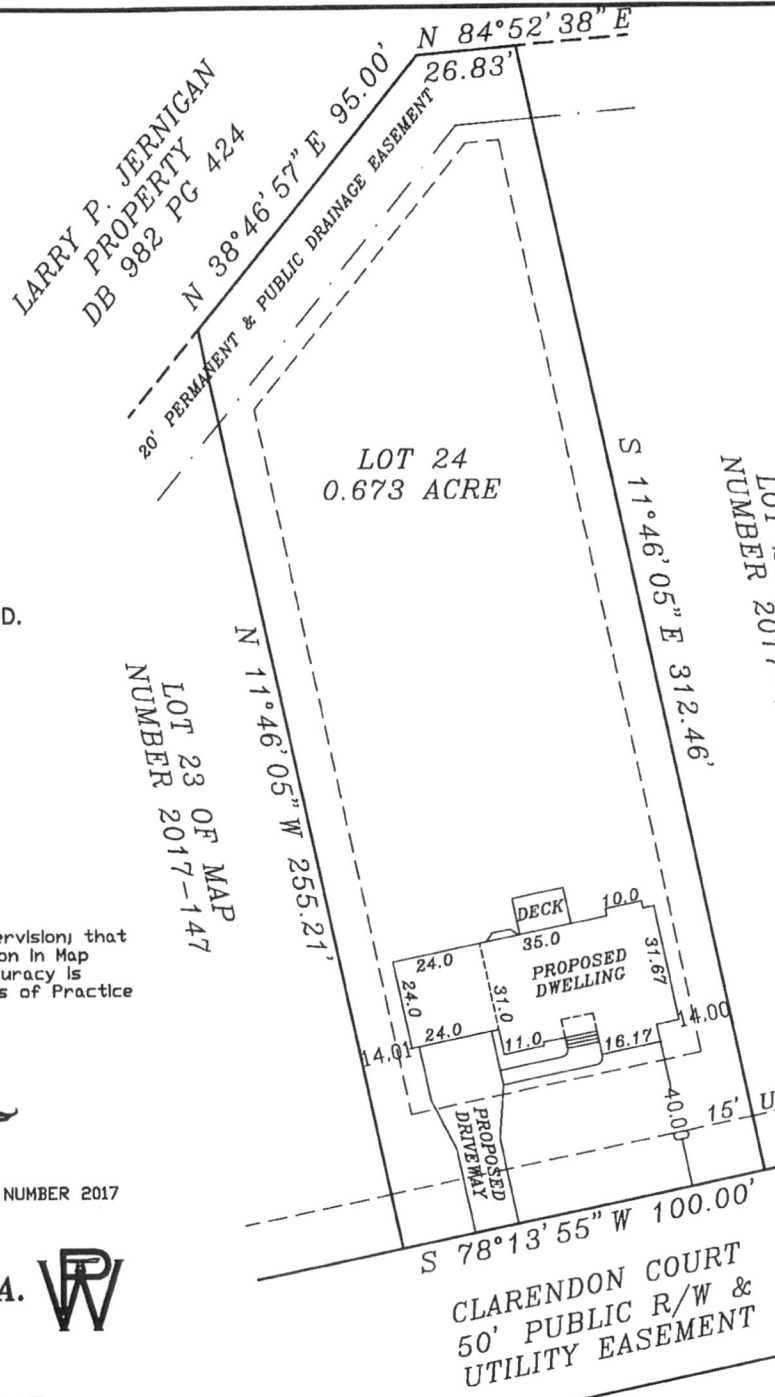 N 84°52'38" E
26.83'
LARRY P. JERNIGAN
PROPERTY
DB 982 PG 424
N 38°46'57" E 95.00'
20' PERMANENT & PUBLIC DRAINAGE EASEMENT
LOT 24
0.673 ACRE
S 11°46'05" E 312.46'
NUMBER 2017
D.
N 11°46'05" W 255.21'
LOT 23 OF MAP
NUMBER 2017-147
ervision; that
on in Map
uracy is
s of Practice
DECK
10.0
35.0
24.0
PROPOSED
DWELLING
31.67
24.0
31.0
24.0
11.0
16.17
14.00
14.01
40.00
15' U
PROPOSED
DRIVEWAY
NUMBER 2017
S 78°13'55" W 100.00'
A.
CLARENDON COURT
50' PUBLIC R/W &
UTILITY EASEMENT